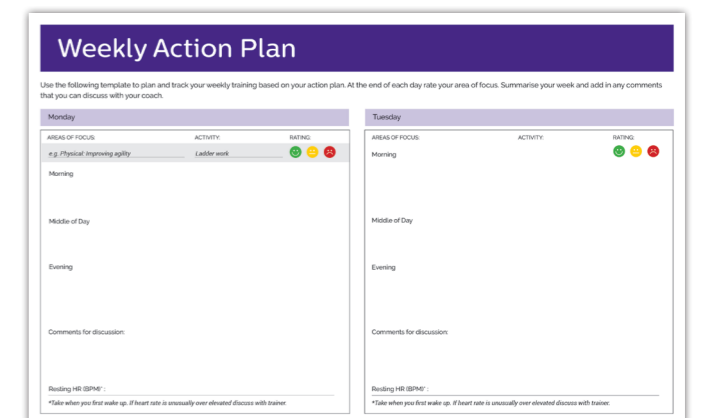 Weekly Action Plan
Use the following template to plan and track your weekly training based on your action plan. At the end of each day rate your area of focus. Summarise your week and add in any comments
that you can discuss with your coach.
Monday
AREAS OF FOCUS: ACTIVITY: RATING:
e.g. Physical: Improving agility Ladder work
Morning
Middle of Day
Evening
Comments for discussion:
Resting HR (BPM)* :
*Take when you first wake up. If heart rate is unusually over elevated discuss with trainer.
Tuesday
AREAS OF FOCUS: ACTIVITY: RATING:
Morning
Middle of Day
Evening
Comments for discussion:
Resting HR (BPM)* :
*Take when you first wake up. If heart rate is unusually over elevated discuss with trainer.